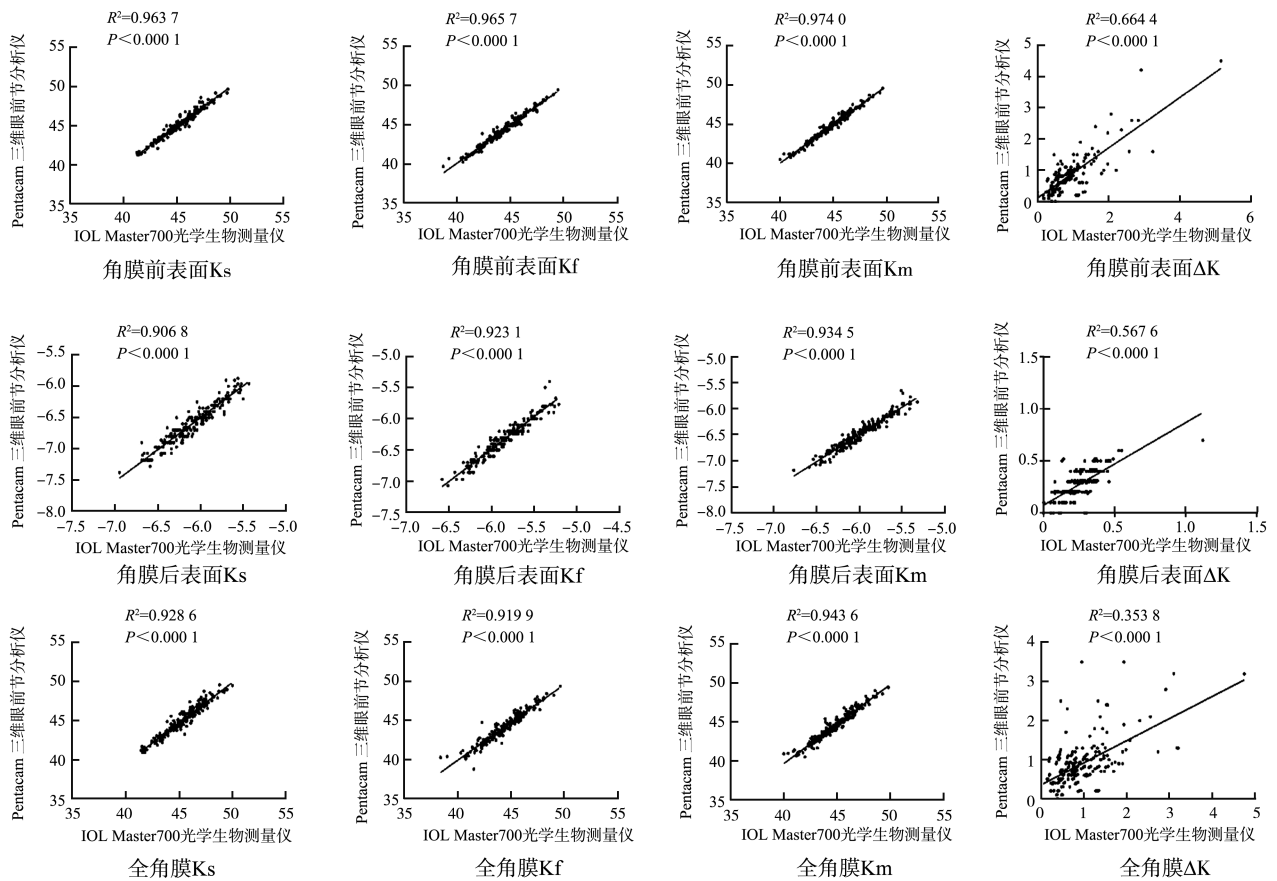 R²=0.963 7
P＜0.000 1
Pentacam 三维眼前节分析仪
55
50
45
40
35
35 40 45 50 55
IOL Master700光学生物测量仪
角膜前表面Ks
R²=0.965 7
P＜0.000 1
Pentacam 三维眼前节分析仪
55
50
45
40
35
35 40 45 50 55
IOL Master700光学生物测量仪
角膜前表面Kf
R²=0.974 0
P＜0.000 1
Pentacam 三维眼前节分析仪
55
50
45
40
35
35 40 45 50 55
IOL Master700光学生物测量仪
角膜前表面Km
R²=0.664 4
P＜0.000 1
Pentacam 三维眼前节分析仪
5
4
3
2
1
0
0 2 4 6
IOL Master700光学生物测量仪
角膜前表面ΔK
R²=0.906 8
P＜0.000 1
Pentacam 三维眼前节分析仪
−5.5
−6.0
−6.5
−7.0
−7.5
−8.0
−7.5 −7.0 −6.5 −6.0 −5.5 −5.0
IOL Master700光学生物测量仪
角膜后表面Ks
R²=0.923 1
P＜0.000 1
Pentacam 三维眼前节分析仪
−5.0
−5.5
−6.0
−6.5
−7.0
−7.5
−7.0 −6.5 −6.0 −5.5 −5.0 −4.5
IOL Master700光学生物测量仪
角膜后表面Kf
R²=0.934 5
P＜0.000 1
Pentacam 三维眼前节分析仪
−5.0
−5.5
−6.0
−6.5
−7.0
−7.5
−8.0
−7.5 −7.0 −6.5 −6.0 −5.5 −5.0
IOL Master700光学生物测量仪
角膜后表面Km
R²=0.567 6
P＜0.000 1
Pentacam 三维眼前节分析仪
1.5
1.0
0.5
0
0 0.5 1.0 1.5
IOL Master700光学生物测量仪
角膜后表面ΔK
R²=0.928 6
P＜0.000 1
Pentacam 三维眼前节分析仪
55
50
45
40
35
35 40 45 50 55
IOL Master700光学生物测量仪
全角膜Ks
R²=0.919 9
P＜0.000 1
Pentacam 三维眼前节分析仪
55
50
45
40
35
35 40 45 50 55
IOL Master700光学生物测量仪
全角膜Kf
R²=0.943 6
P＜0.000 1
Pentacam 三维眼前节分析仪
55
50
45
40
35
35 40 45 50 55
IOL Master700光学生物测量仪
全角膜Km
R²=0.353 8
P＜0.000 1
Pentacam 三维眼前节分析仪
4
3
2
1
0
0 1 2 3 4 5
IOL Master700光学生物测量仪
全角膜ΔK